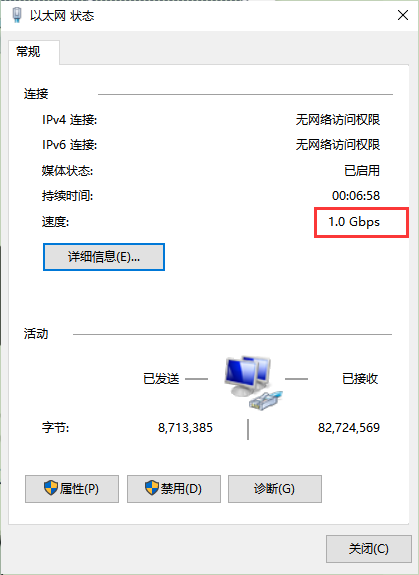 以太网 状态
常规
连接
IPv4 连接: 无网络访问权限
IPv6 连接: 无网络访问权限
媒体状态: 已启用
持续时间: 00:06:58
速度: 1.0 Gbps
详细信息(E)...
活动
已发送 已接收
字节: 8,713,385 82,724,569
属性(P) 禁用(D) 诊断(G)
关闭(C)